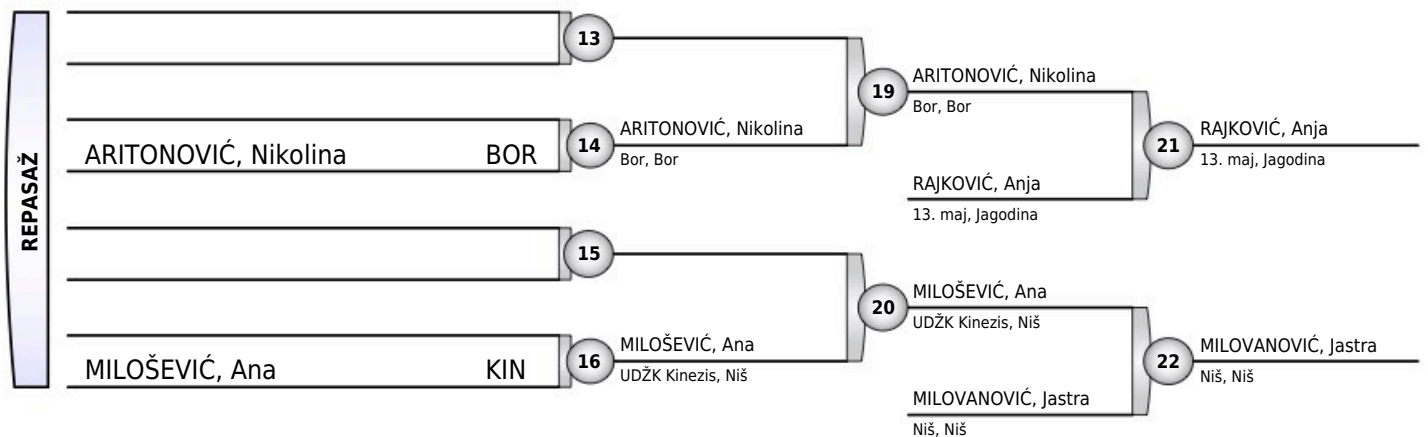 REPASAŽ
13
ARITONOVIĆ, Nikolina BOR
14
ARITONOVIĆ, Nikolina
Bor, Bor
19
ARITONOVIĆ, Nikolina
Bor, Bor
RAJKOVIĆ, Anja
13. maj, Jagodina
21
RAJKOVIĆ, Anja
13. maj, Jagodina
15
MILOŠEVIĆ, Ana KIN
16
MILOŠEVIĆ, Ana
UDŽK Kinezis, Niš
20
MILOŠEVIĆ, Ana
UDŽK Kinezis, Niš
MILOVANOVIĆ, Jastra
Niš, Niš
22
MILOVANOVIĆ, Jastra
Niš, Niš